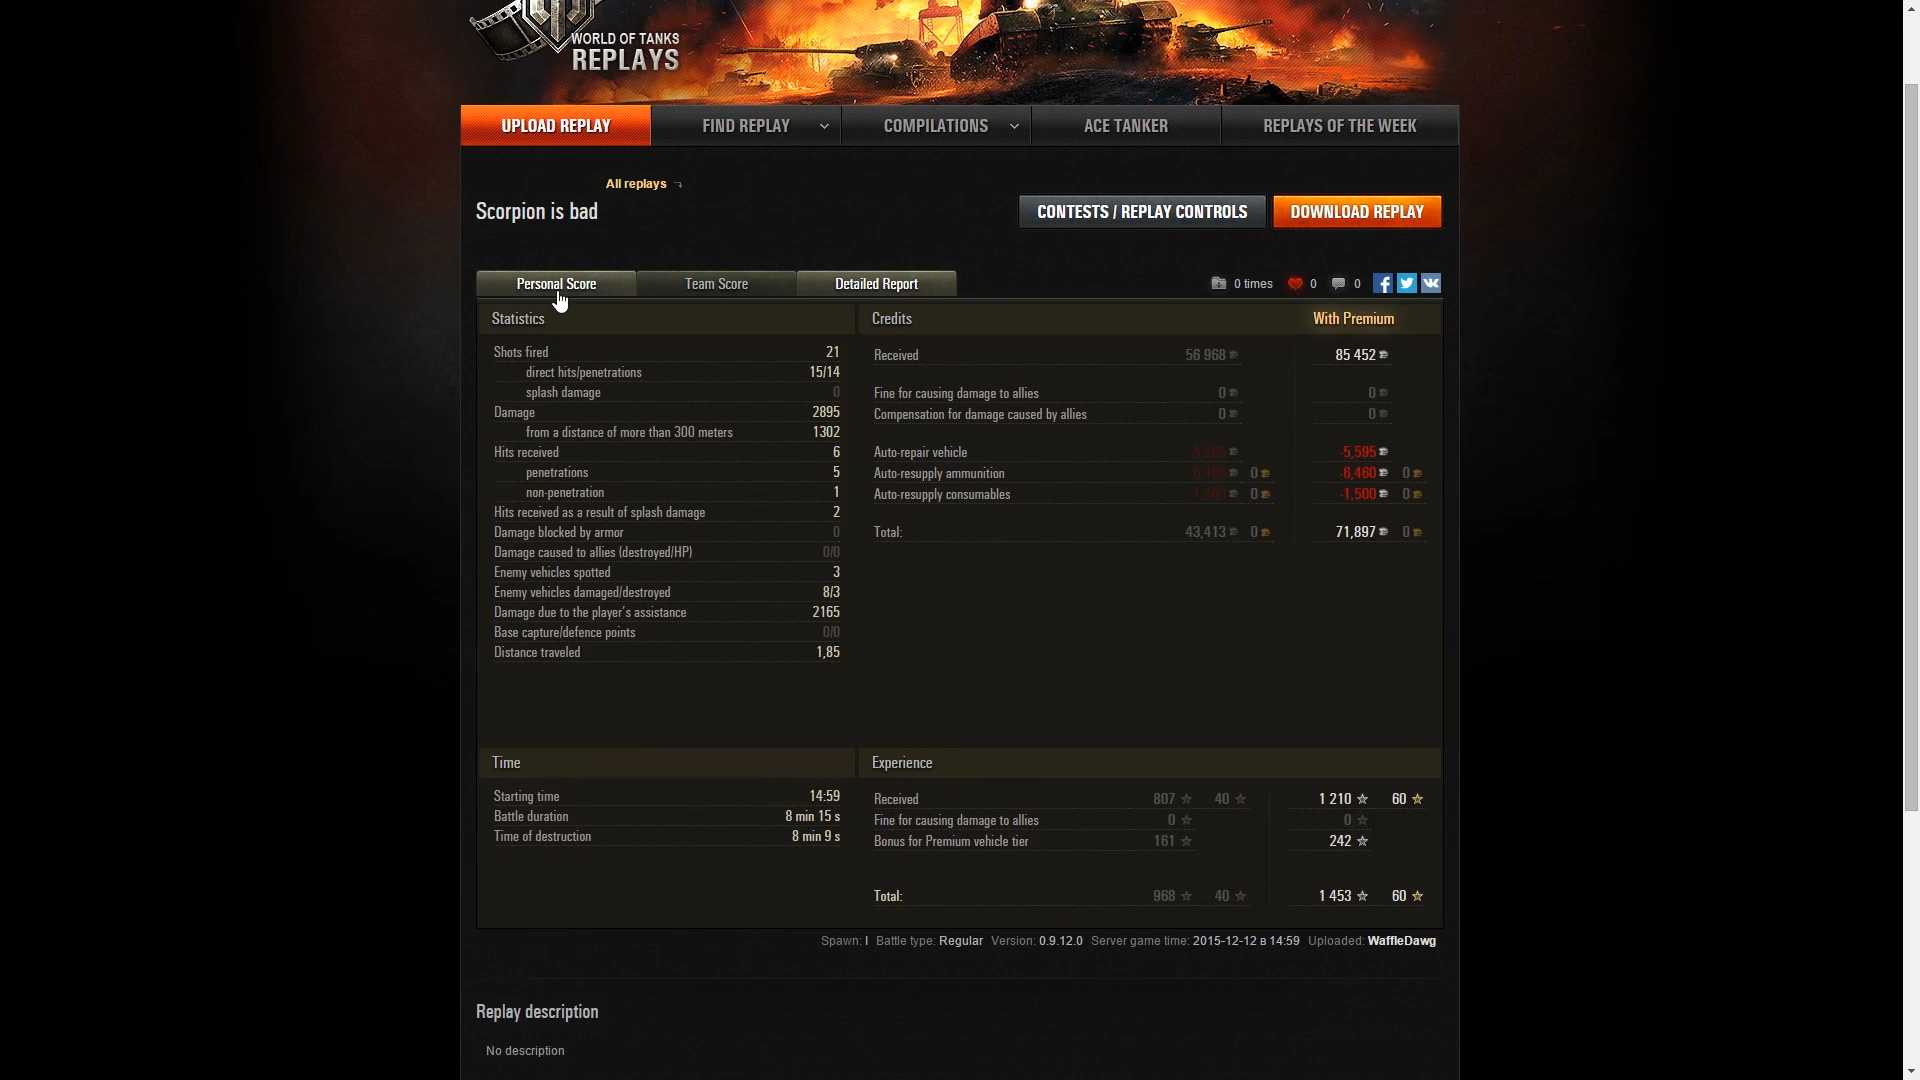 WORLD OF TANKS
REPLAYS
UPLOAD REPLAY FIND REPLAY COMPILATIONS ACE TANKER REPLAYS OF THE WEEK
All replays
Scorpion is bad
CONTESTS / REPLAY CONTROLS DOWNLOAD REPLAY
Personal Score Team Score Detailed Report 0 times 0 0
Statistics
Shots fired 21
direct hits/penetrations 15/14
splash damage 0
Damage 2895
from a distance of more than 300 meters 1302
Hits received 6
penetrations 5
non-penetration 1
Hits received as a result of splash damage 2
Damage blocked by armor 0
Damage caused to allies (destroyed/HP) 0/0
Enemy vehicles spotted 3
Enemy vehicles damaged/destroyed 8/3
Damage due to the player's assistance 2165
Base capture/defence points 0/0
Distance traveled 1,85
Credits With Premium
Received 56 968 85 452
Fine for causing damage to allies 0 0
Compensation for damage caused by allies 0 0
Auto-repair vehicle -5,595 -5,595
Auto-resupply ammunition -6,460 0 -6,460 0
Auto-resupply consumables -1,500 0 -1,500 0
Total: 43,413 0 71,897 0
Time
Starting time 14:59
Battle duration 8 min 15 s
Time of destruction 8 min 9 s
Experience
Received 807 40 1 210 60
Fine for causing damage to allies 0 0
Bonus for Premium vehicle tier 161 242
Total: 968 40 1 453 60
Spawn: I Battle type: Regular Version: 0.9.12.0 Server game time: 2015-12-12 в 14:59 Uploaded: WaffleDawg
Replay description
No description